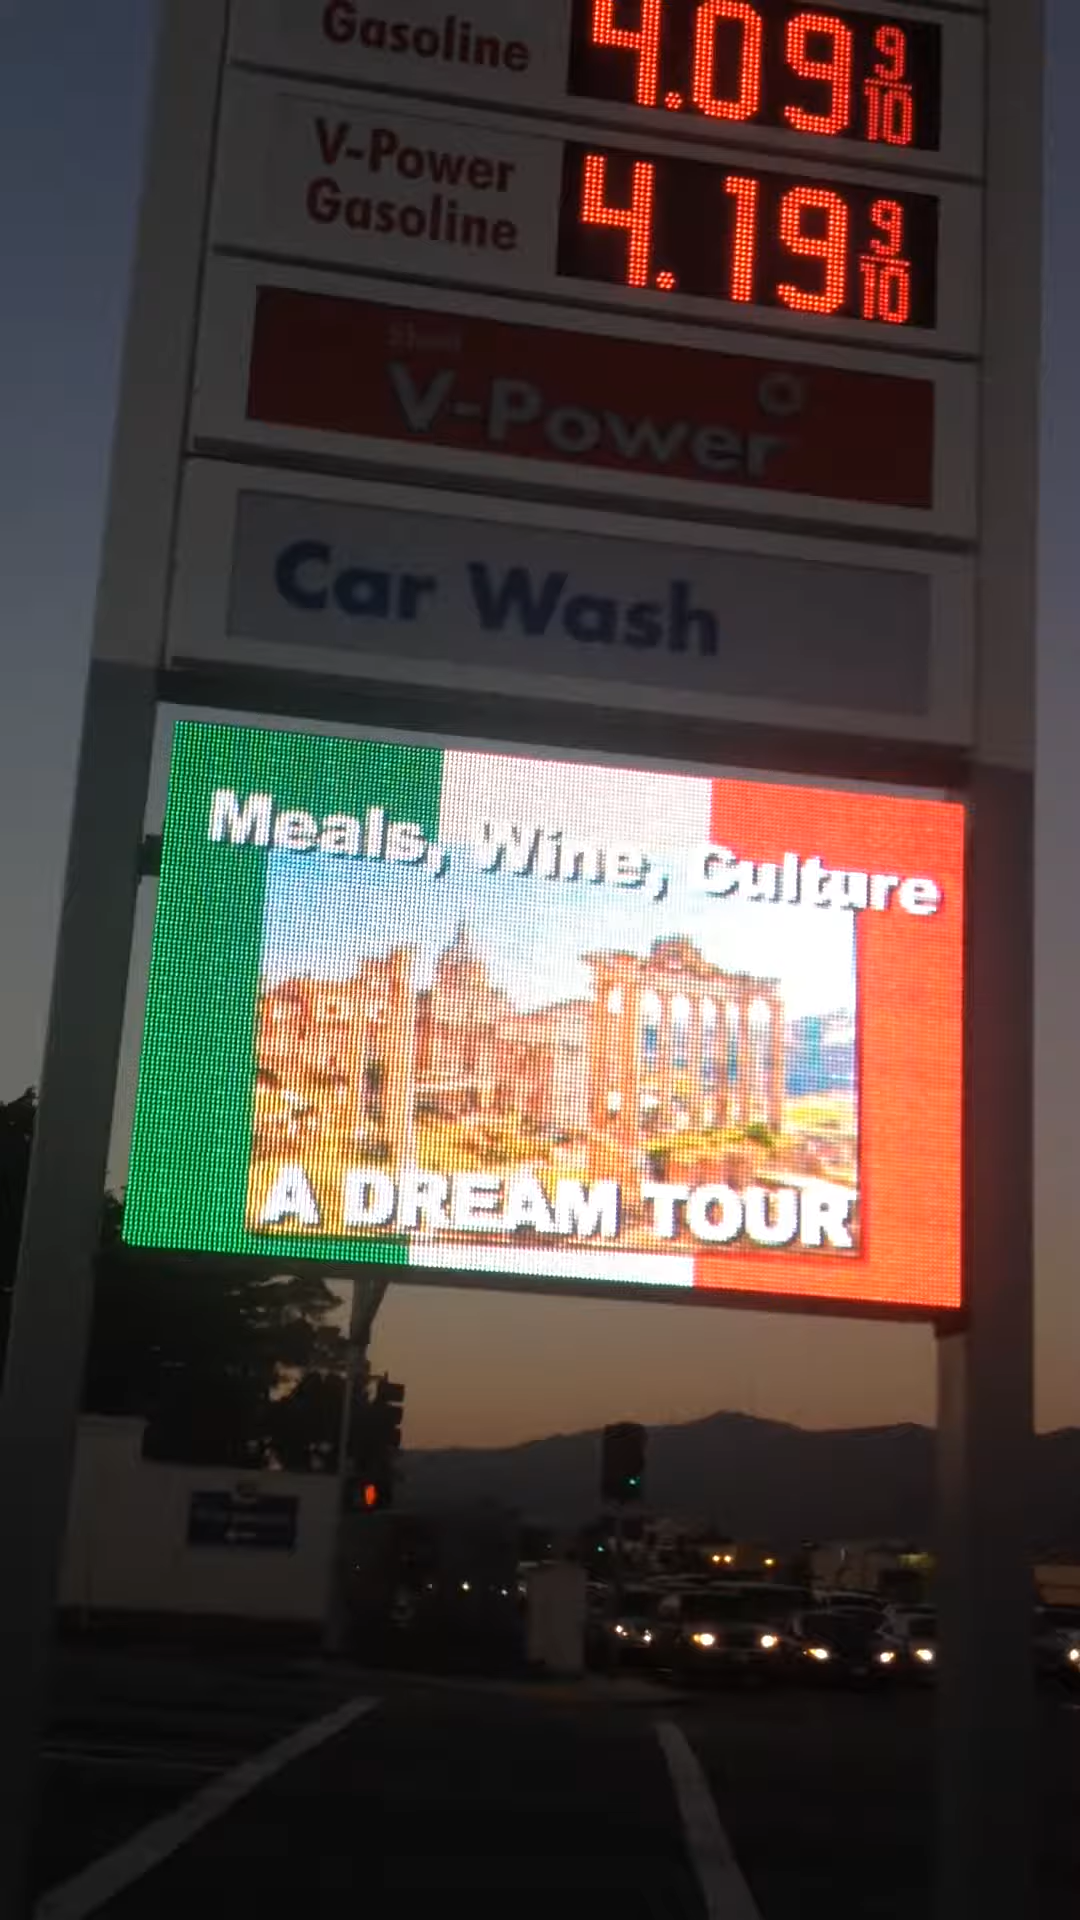 Gasoline
4.09 9/10
V-Power
Gasoline
4.19 9/10
Shell
V-Power
Car Wash
Meals, Wine, Culture
A DREAM TOUR